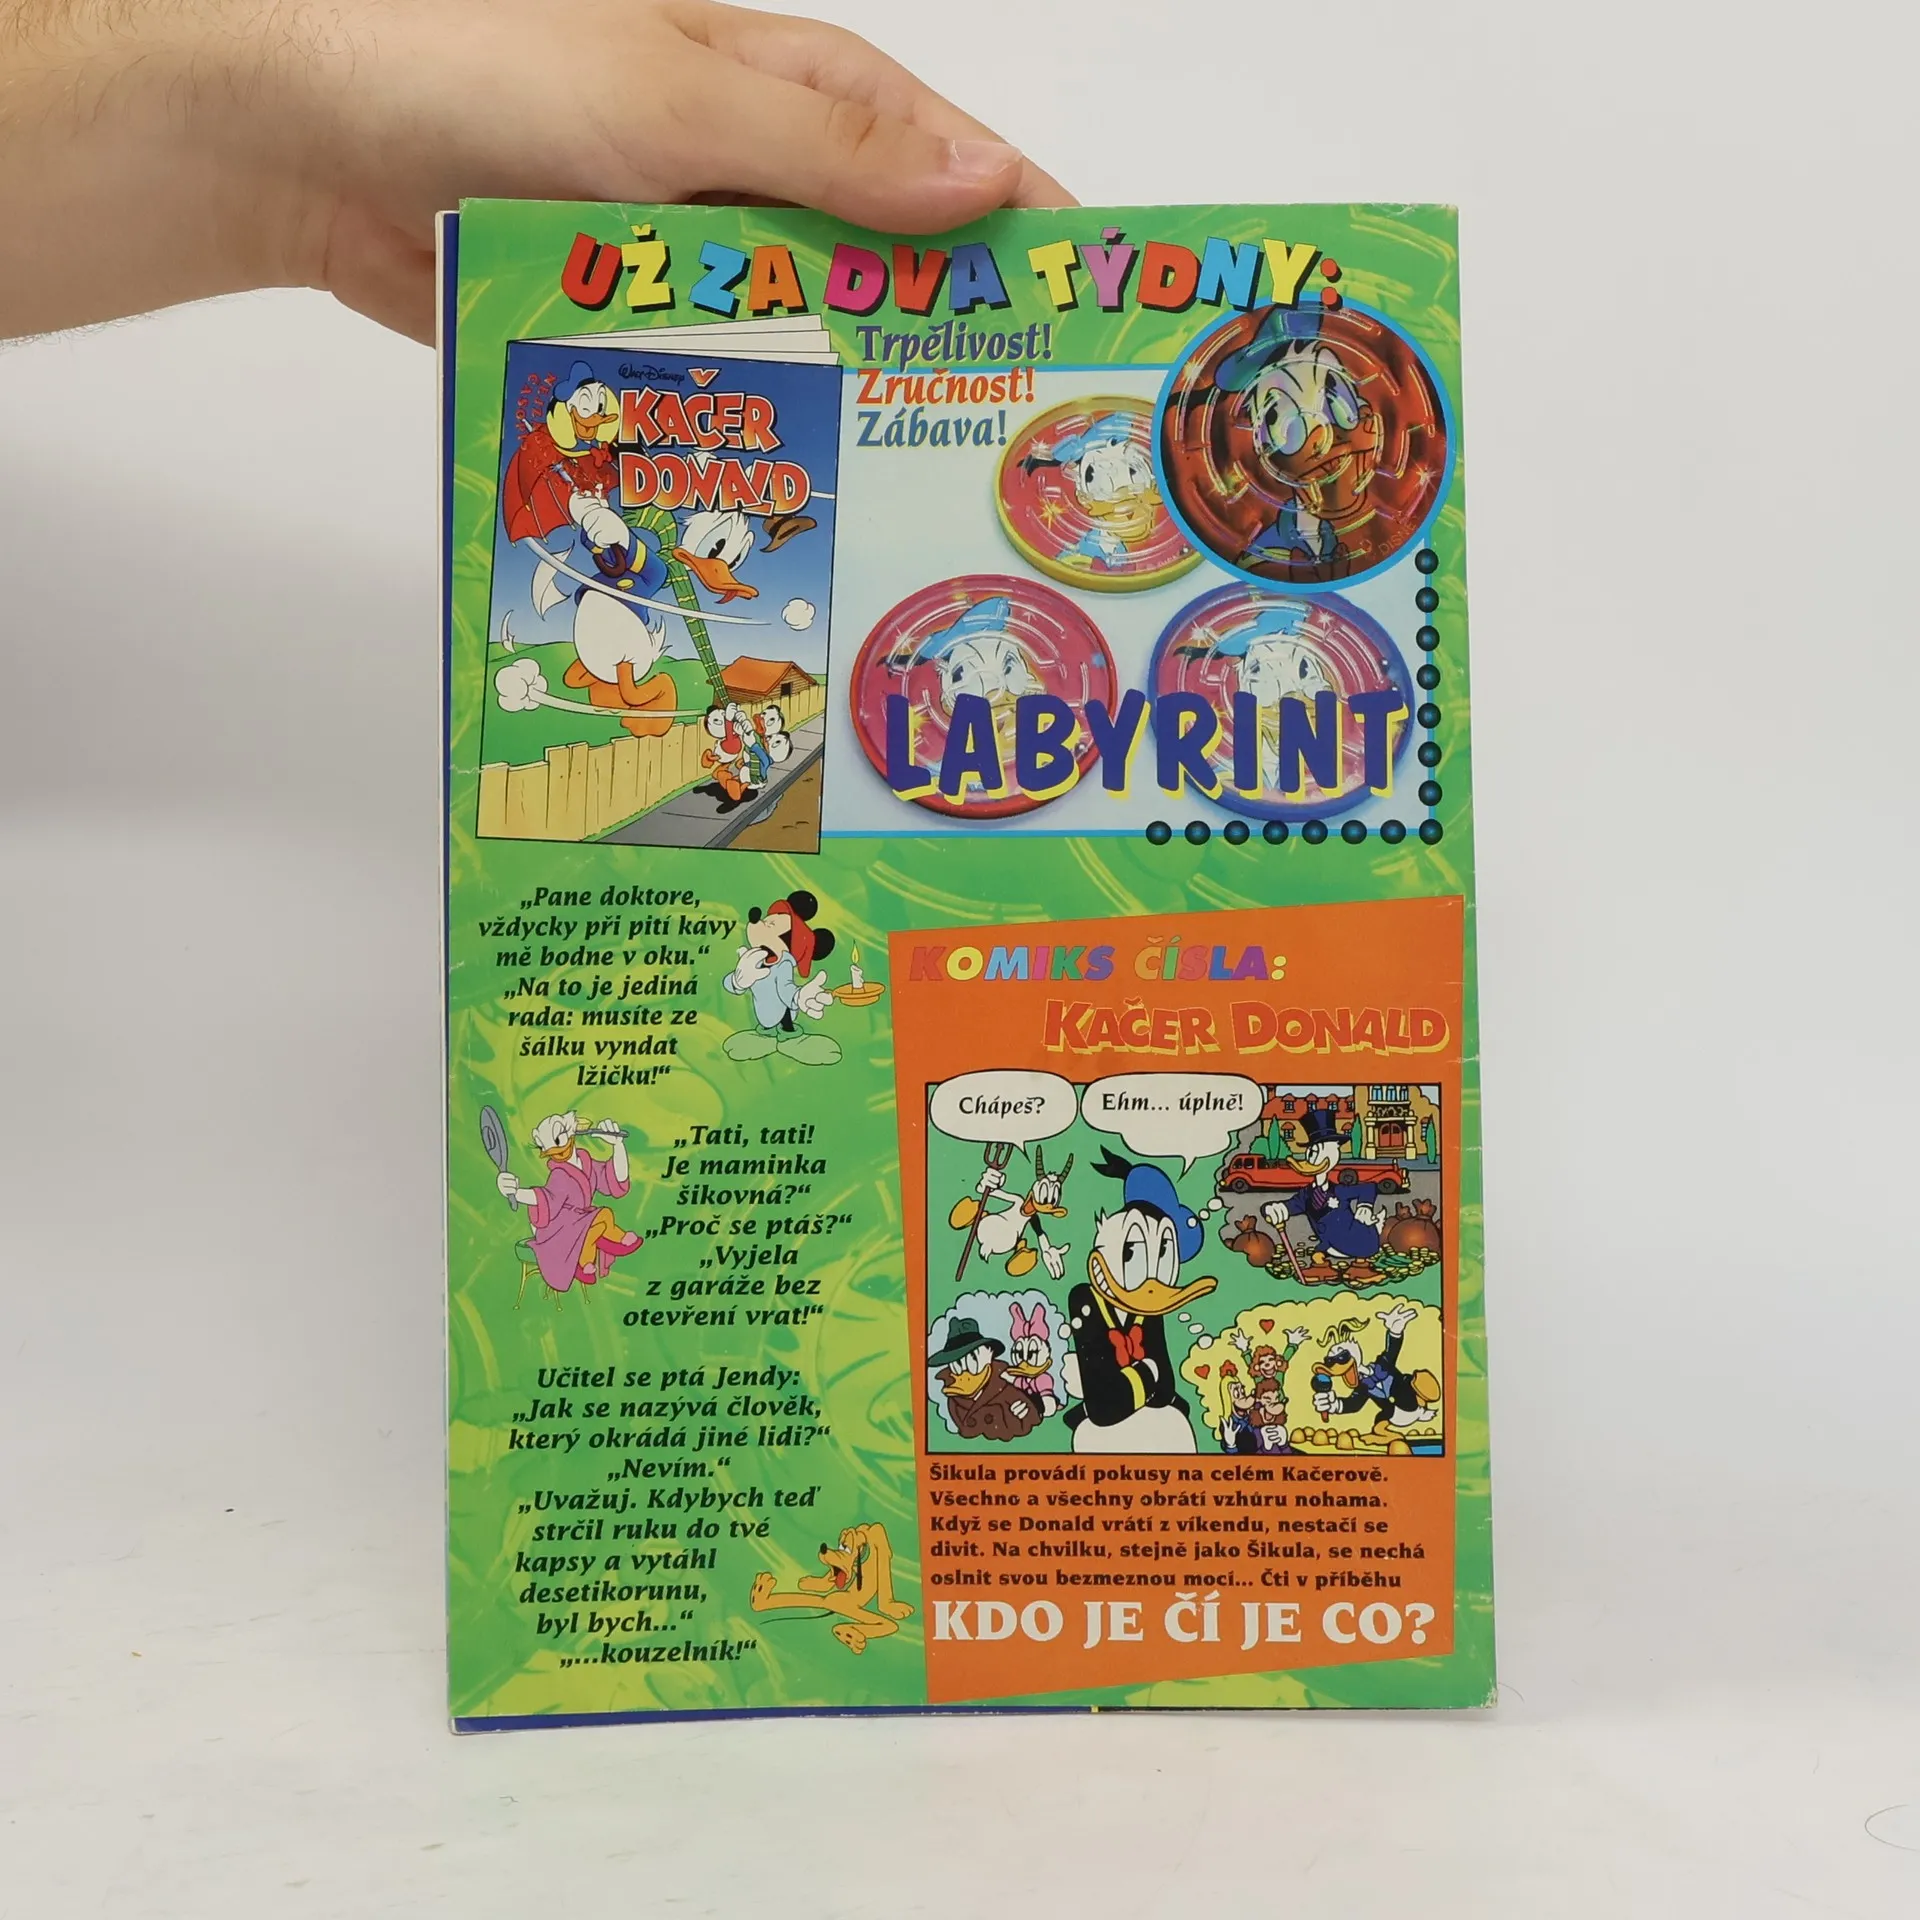 UŽ ZA DVA TÝDNY:
Trpělivost!
Zručnost!
Zábava!
WALT DISNEY
KAČER
DONALD
LABYRINT
„Pane doktore,
vždycky při pití kávy
mě bodne v oku.“
„Na to je jediná
rada: musíte ze
šálku vyndat
lžičku!“
„Tati, tati!
Je maminka
šikovná?“
„Proč se ptáš?“
„Vyjela
z garáže bez
otevření vrat!“
Učitel se ptá Jendy:
„Jak se nazývá člověk,
který okrádá jiné lidi?“
„Nevím.“
„Uvažuj. Kdybych teď
strčil ruku do tvé
kapsy a vytáhl
desetikorunu,
byl bych...“
„...kouzelník!“
KOMIKS ČÍSLA:
KAČER DONALD
Chápeš?
Ehm... úplně!
Šikula provádí pokusy na celém Kačerově.
Všechno a všechny obrátí vzhůru nohama.
Když se Donald vrátí z víkendu, nestačí se
divit. Na chvilku, stejně jako Šikula, se nechá
oslnit svou bezmeznou mocí... Čti v příběhu
KDO JE ČÍ JE CO?